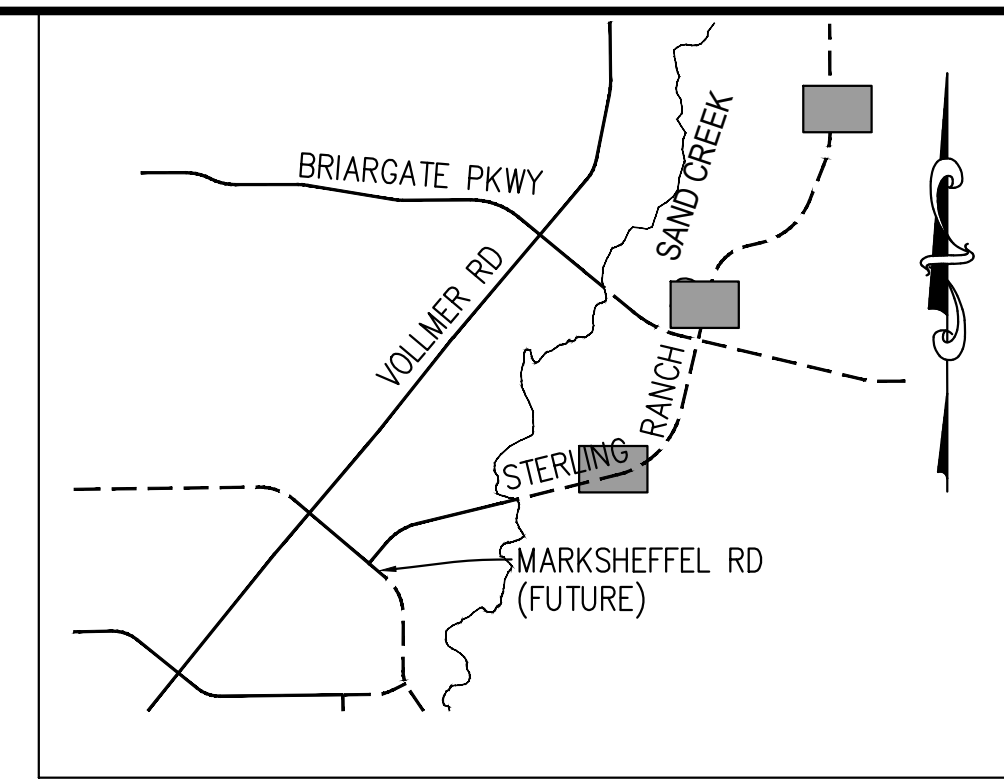 BRIARGATE PKWY
SAND CREEK
VOLLMER RD
STERLING RANCH
MARKSHEFFEL RD
(FUTURE)